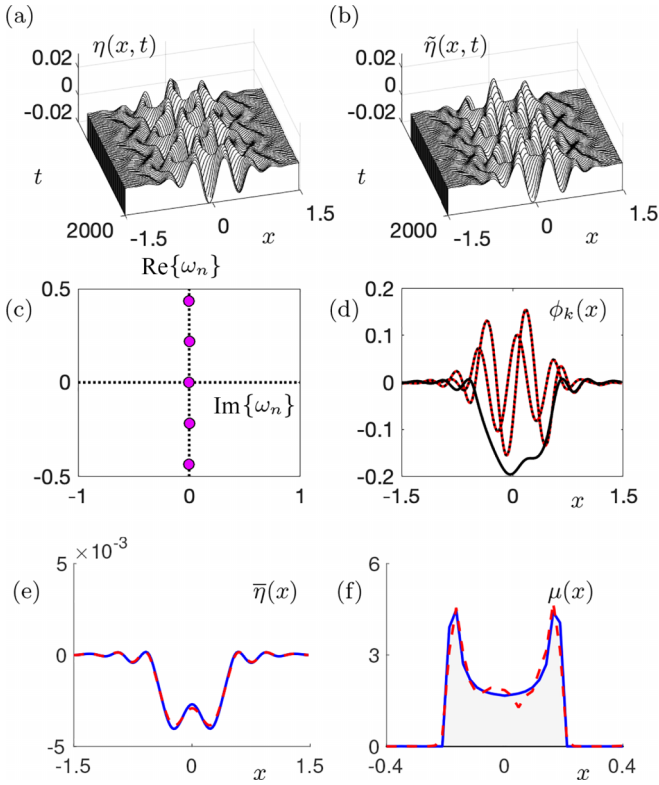 (a) η(x, t) (b) η̃(x, t)
0.02 0.02
0 0
-0.02 -0.02
t t
2000 -1.5 0 x 1.5 2000 -1.5 0 x 1.5
Re{ω_n}
(c) 0.5 (d) 0.2 ϕ_k(x)
0.1
0 Im{ω_n} 0
-0.1
-0.5 -0.2
-1 0 1 -1.5 0 x 1.5
×10^-3
(e) 5 η̅(x) (f) 6 μ(x)
0 3
-5 0
-1.5 0 x 1.5 -0.4 0 x 0.4